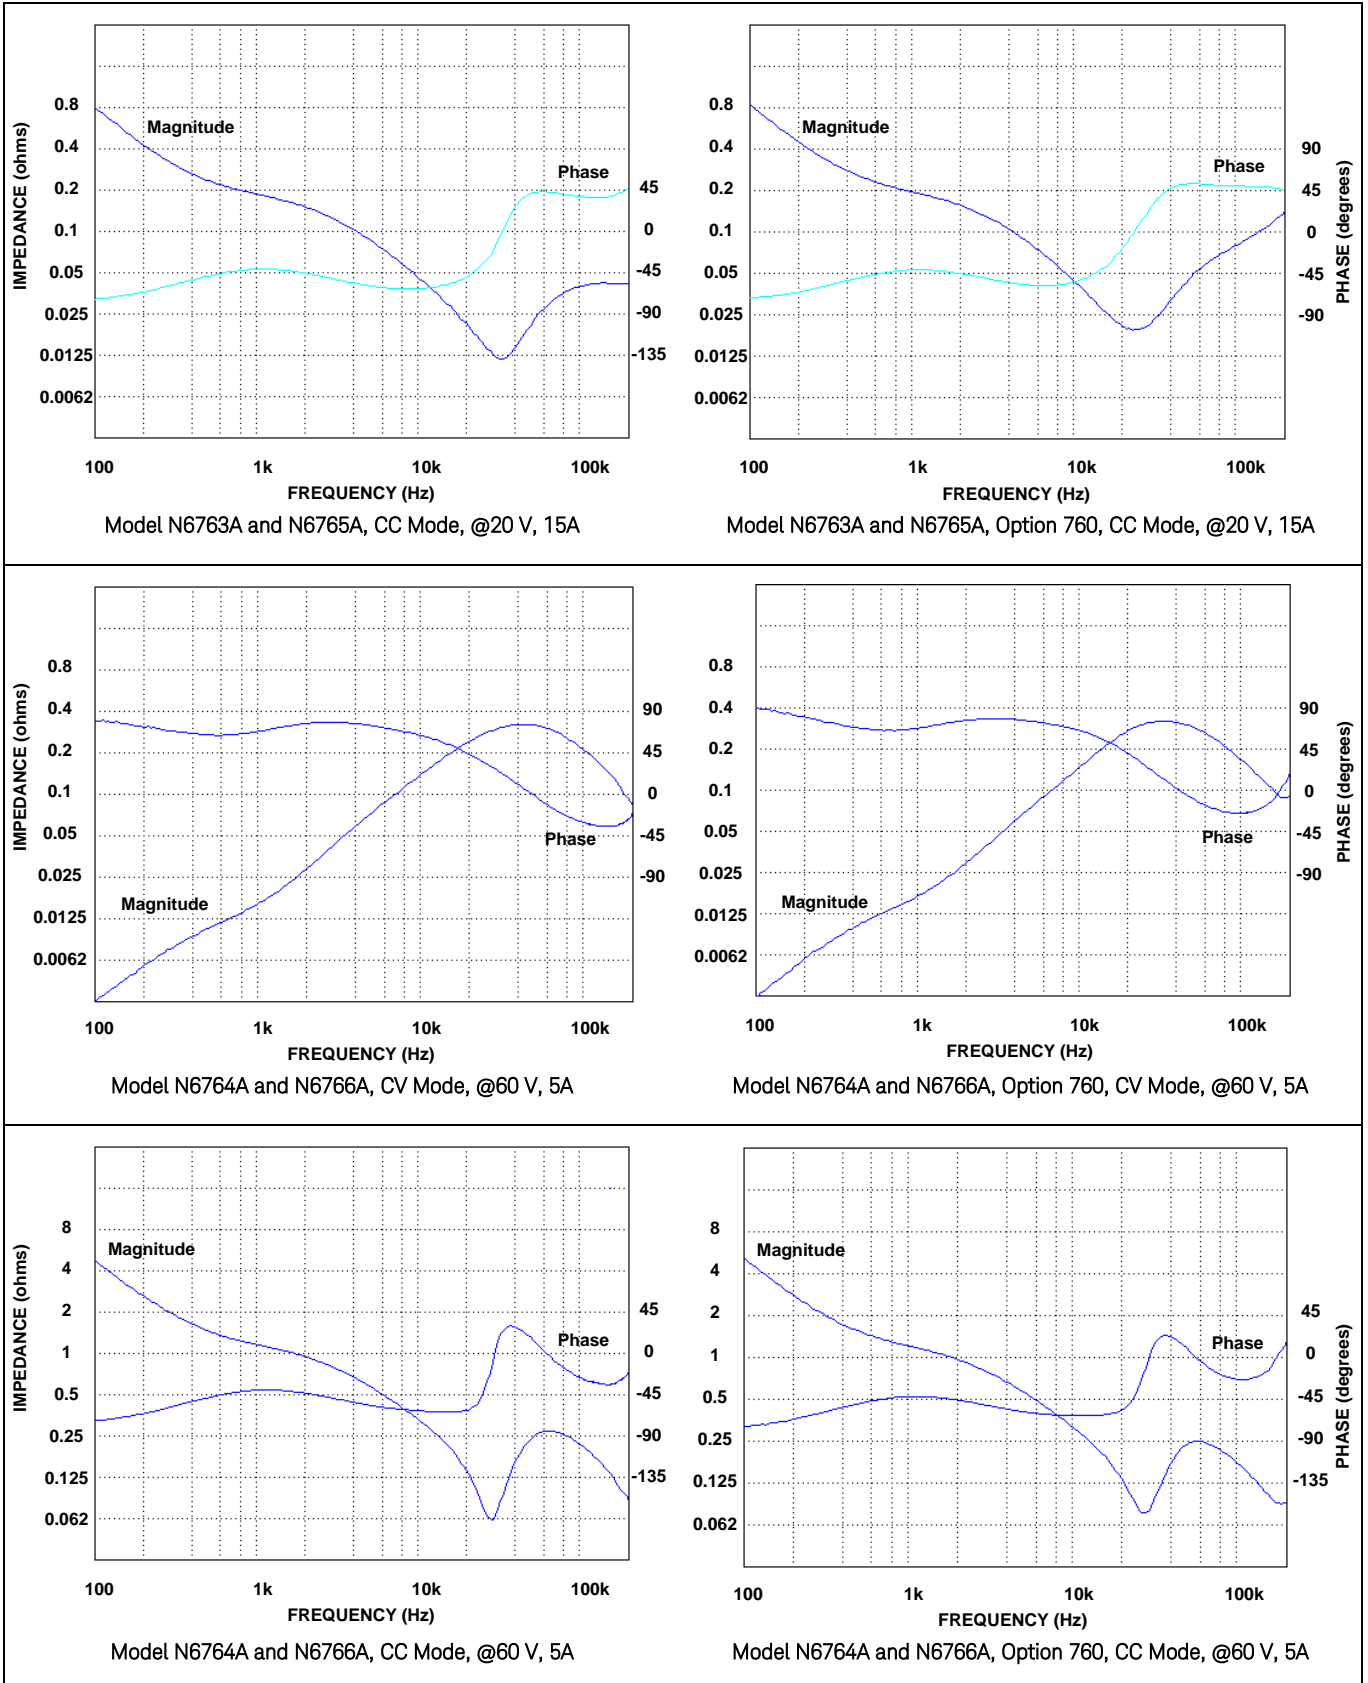 IMPEDANCE (ohms)
0.8
0.4
0.2
0.1
0.05
0.025
0.0125
0.0062
Magnitude
Phase
45
0
-45
-90
-135
100
1k
10k
100k
FREQUENCY (Hz)
Model N6763A and N6765A, CC Mode, @20 V, 15A
0.8
0.4
0.2
0.1
0.05
0.025
0.0125
0.0062
Magnitude
Phase
90
45
0
-45
-90
PHASE (degrees)
100
1k
10k
100k
FREQUENCY (Hz)
Model N6763A and N6765A, Option 760, CC Mode, @20 V, 15A
IMPEDANCE (ohms)
0.8
0.4
0.2
0.1
0.05
0.025
0.0125
0.0062
Magnitude
Phase
90
45
0
-45
-90
100
1k
10k
100k
FREQUENCY (Hz)
Model N6764A and N6766A, CV Mode, @60 V, 5A
0.8
0.4
0.2
0.1
0.05
0.025
0.0125
0.0062
Magnitude
Phase
90
45
0
-45
-90
PHASE (degrees)
100
1k
10k
100k
FREQUENCY (Hz)
Model N6764A and N6766A, Option 760, CV Mode, @60 V, 5A
IMPEDANCE (ohms)
8
4
2
1
0.5
0.25
0.125
0.062
Magnitude
Phase
45
0
-45
-90
-135
100
1k
10k
100k
FREQUENCY (Hz)
Model N6764A and N6766A, CC Mode, @60 V, 5A
8
4
2
1
0.5
0.25
0.125
0.062
Magnitude
Phase
45
0
-45
-90
-135
PHASE (degrees)
100
1k
10k
100k
FREQUENCY (Hz)
Model N6764A and N6766A, Option 760, CC Mode, @60 V, 5A